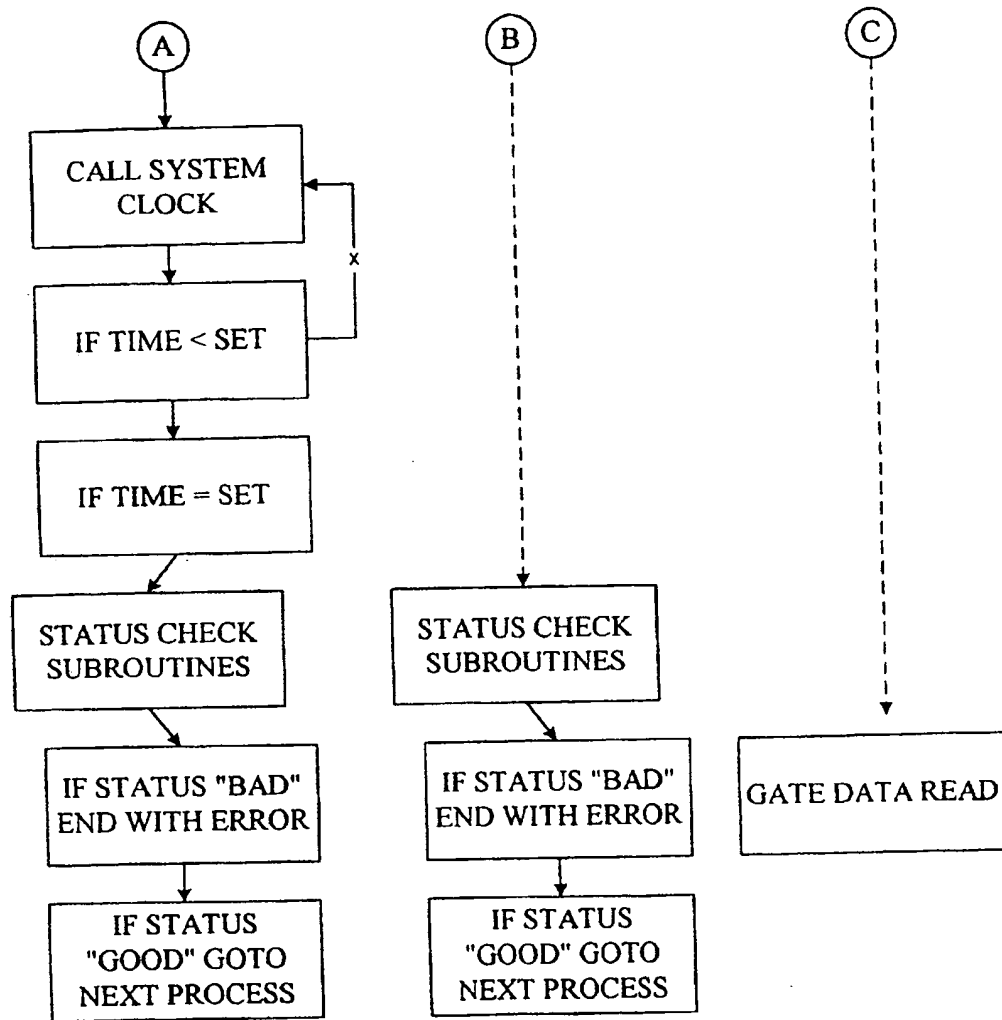 A
B
C
CALL SYSTEM
CLOCK
x
IF TIME < SET
IF TIME = SET
STATUS CHECK
SUBROUTINES
IF STATUS "BAD"
END WITH ERROR
IF STATUS
"GOOD" GOTO
NEXT PROCESS
STATUS CHECK
SUBROUTINES
IF STATUS "BAD"
END WITH ERROR
IF STATUS
"GOOD" GOTO
NEXT PROCESS
GATE DATA READ